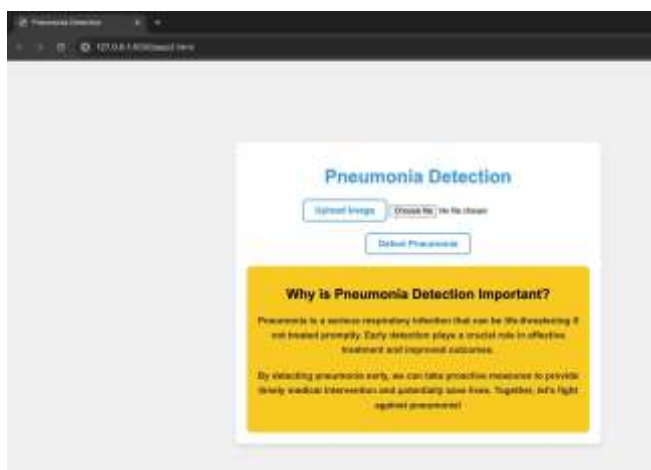 Pneumonia Detection
Pneumonia Detection
Upload Image Choose file No file chosen
Detect Pneumonia
Why is Pneumonia Detection Important?
Pneumonia is a serious respiratory infection that can be life-threatening if
not treated promptly. Early detection plays a crucial role in effective
treatment and improved outcomes.
By detecting pneumonia early, we can take proactive measures to provide
timely medical intervention and potentially save lives. Together, let's fight
against pneumonia!